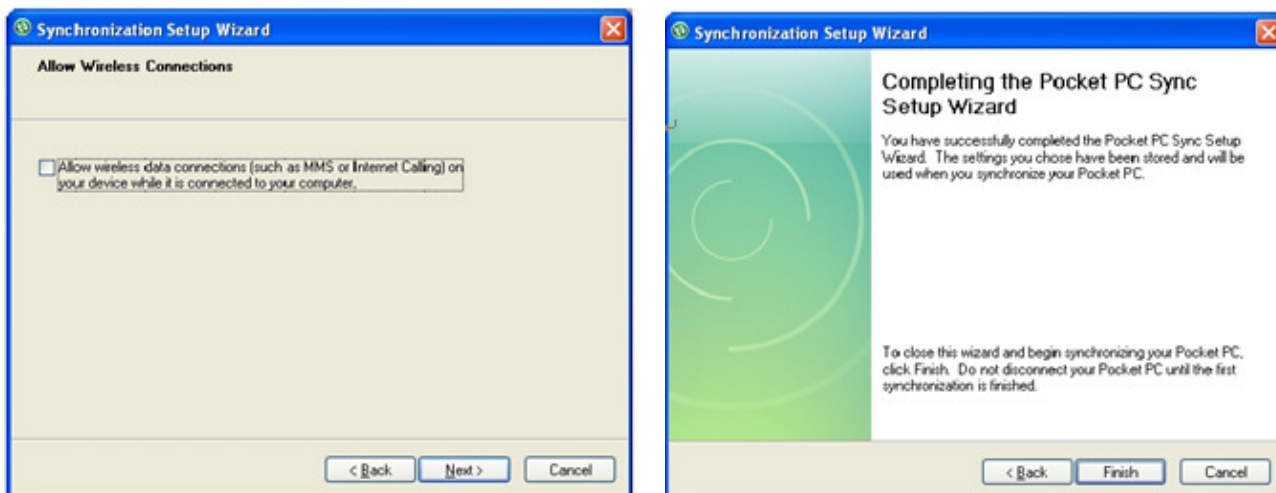 Synchronization Setup Wizard
Allow Wireless Connections
Allow wireless data connections (such as MMS or Internet Calling) on
your device while it is connected to your computer.
< Back
Next >
Cancel
Synchronization Setup Wizard
Completing the Pocket PC Sync
Setup Wizard
You have successfully completed the Pocket PC Sync Setup
Wizard. The settings you chose have been stored and will be
used when you synchronize your Pocket PC.
To close this wizard and begin synchronizing your Pocket PC,
click Finish. Do not disconnect your Pocket PC until the first
synchronization is finished.
< Back
Finish
Cancel